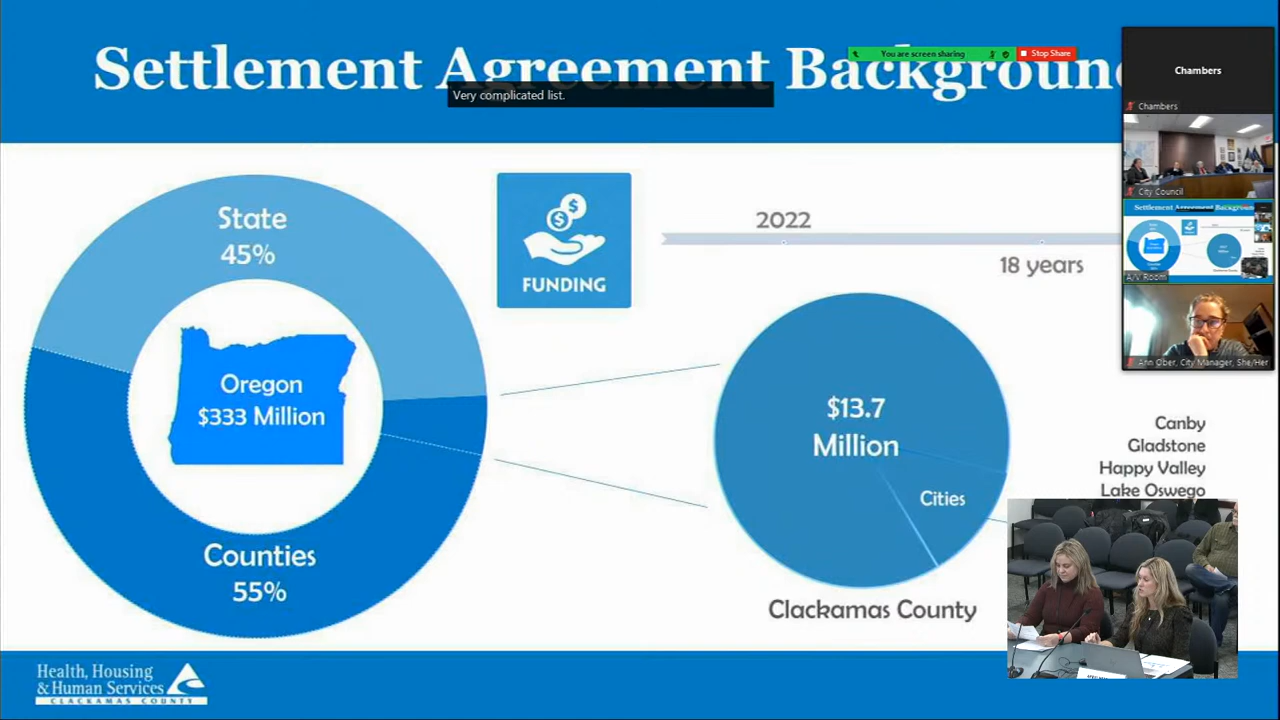 Settlement Agreement Background
You are screen sharing
Stop Share
Very complicated list.
Chambers
Chambers
City Council
Settlement Agreement Background
A/V Room
Ann Ober, City Manager, She/Her
State
45%
Oregon
$333 Million
Counties
55%
FUNDING
2022
18 years
$13.7
Million
Cities
Clackamas County
Canby
Gladstone
Happy Valley
Lake Oswego
Health, Housing
& Human Services
CLACKAMAS COUNTY